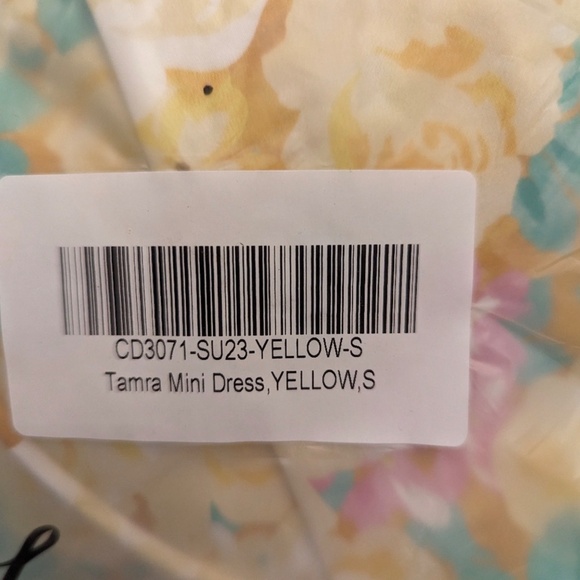 CD3071-SU23-YELLOW-S
Tamra Mini Dress,YELLOW,S